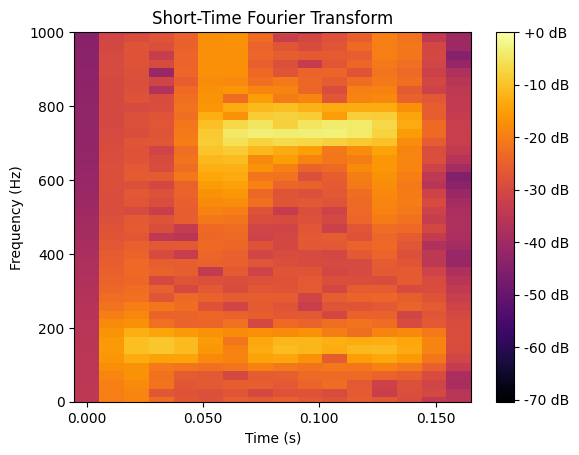 Short-Time Fourier Transform
1000
800
600
400
200
0
Frequency (Hz)
0.000
0.050
0.100
0.150
Time (s)
+0 dB
-10 dB
-20 dB
-30 dB
-40 dB
-50 dB
-60 dB
-70 dB